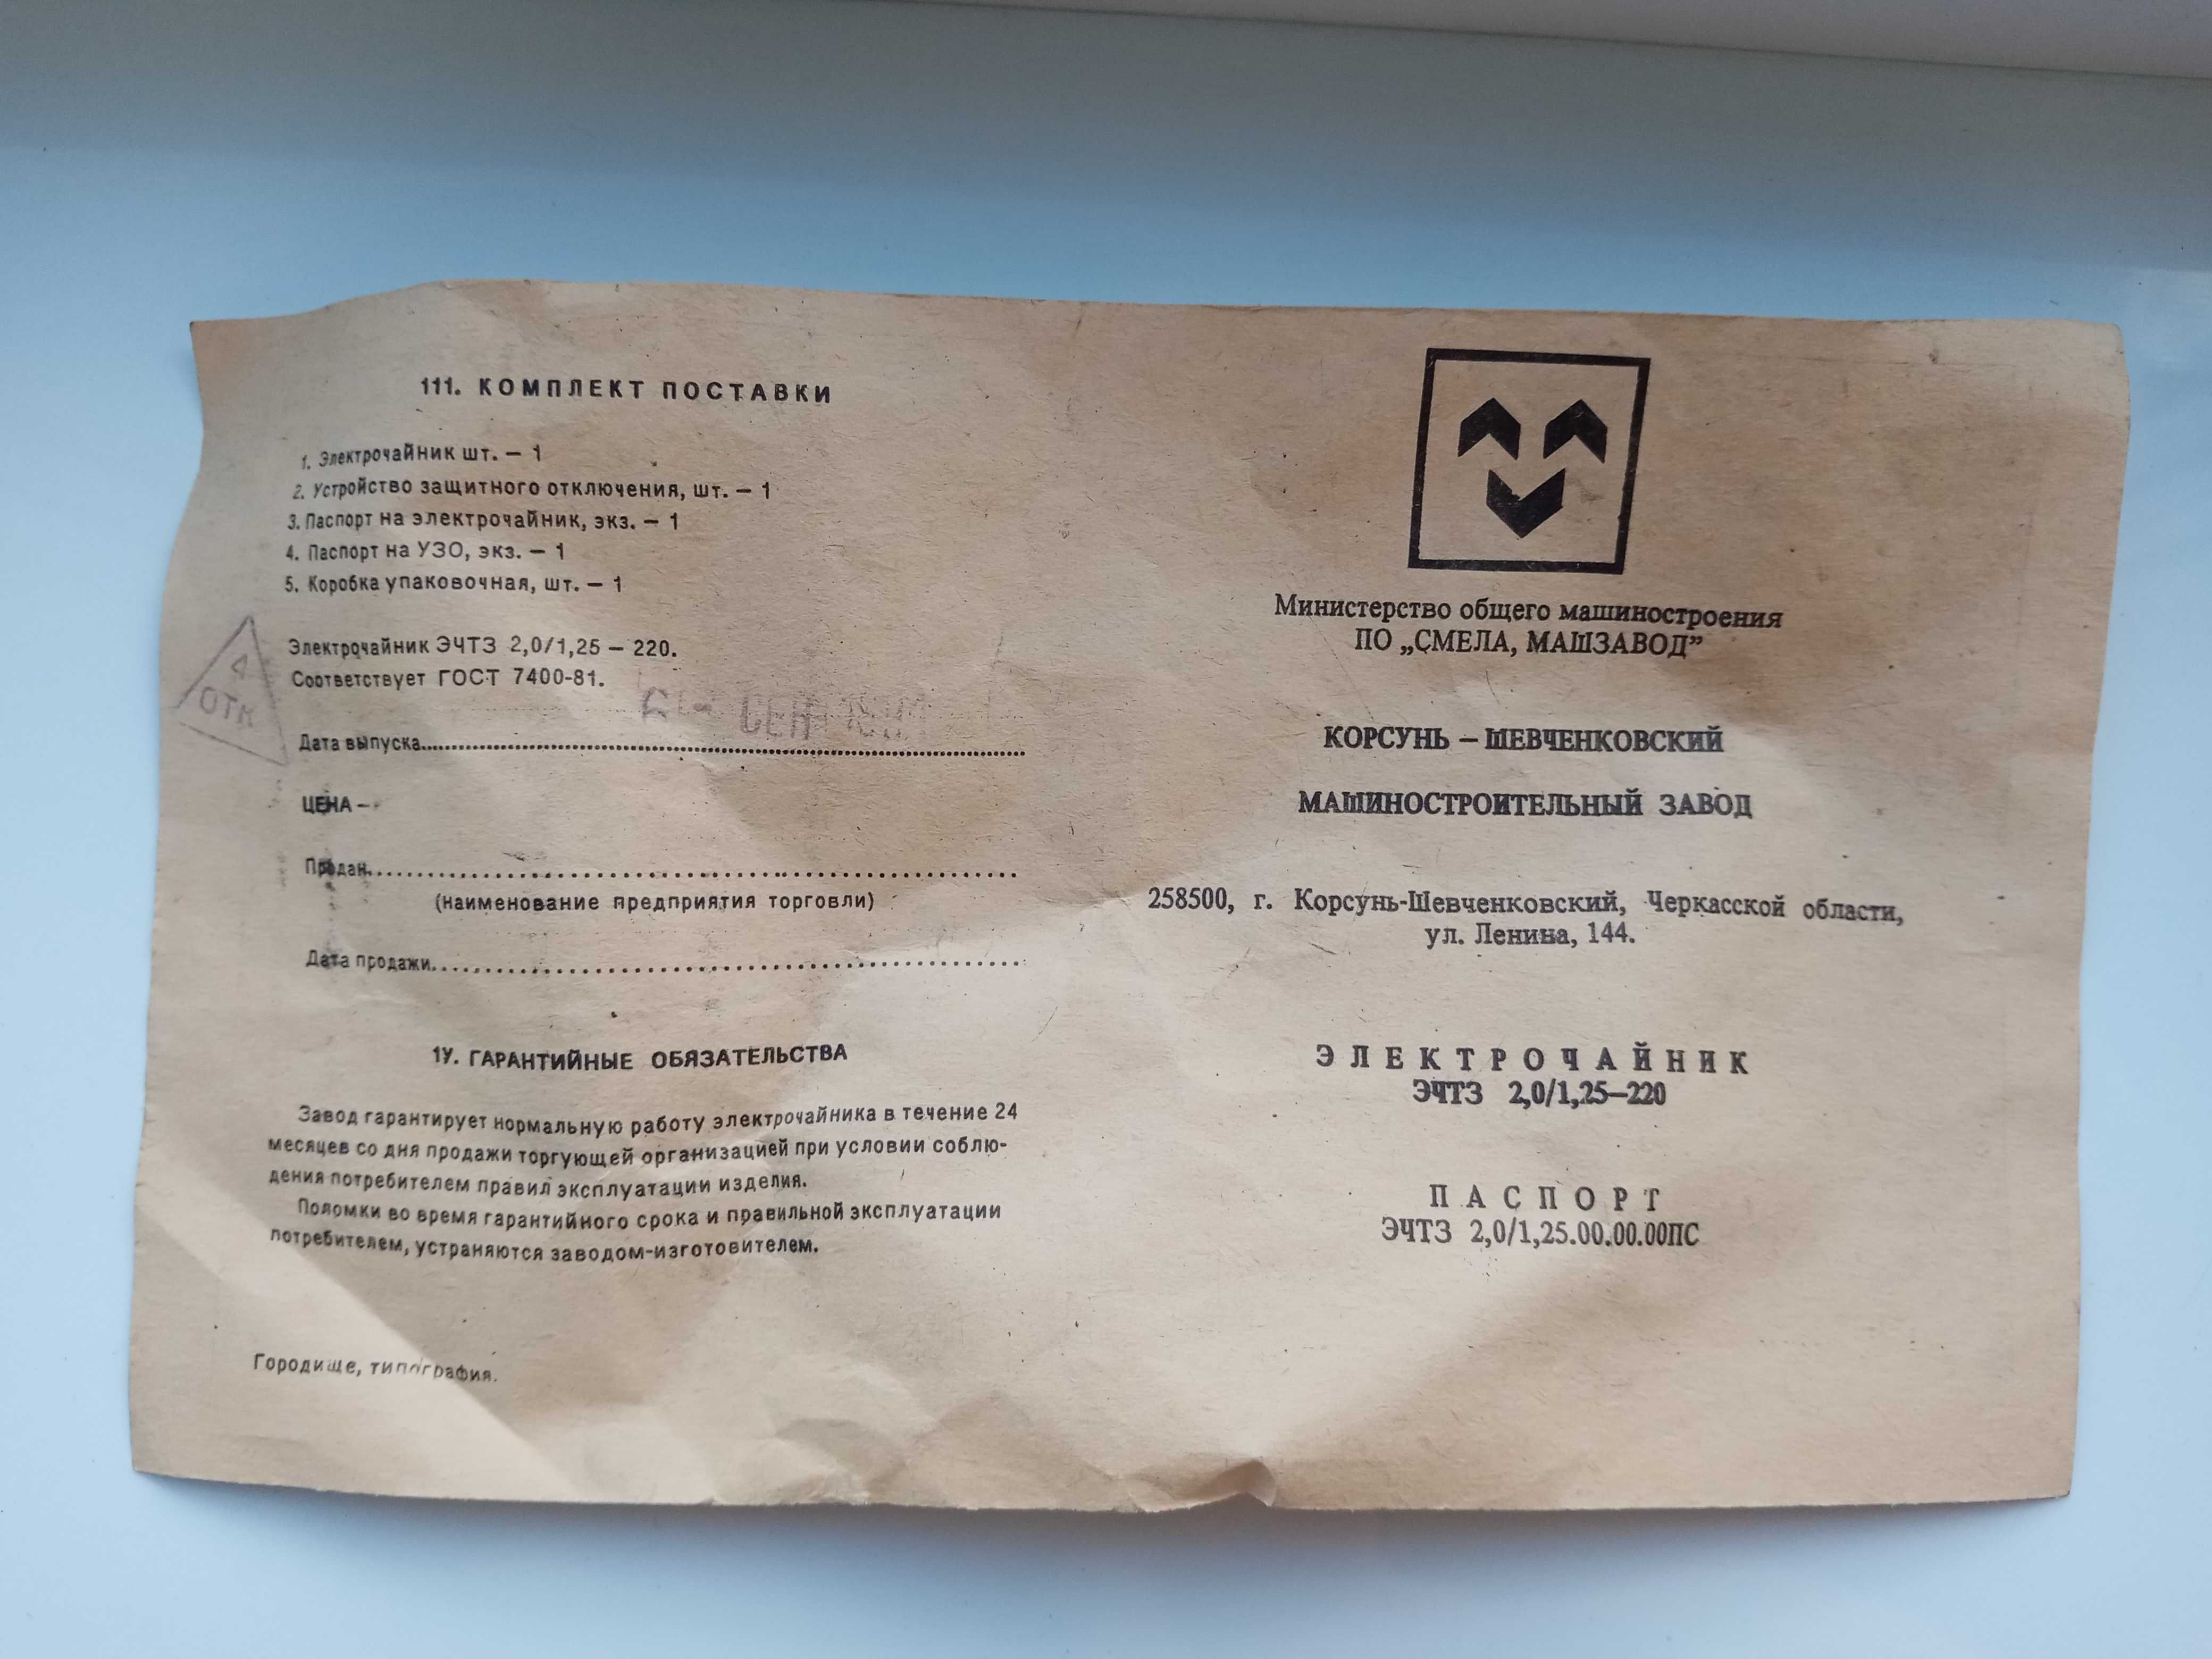 111. КОМПЛЕКТ ПОСТАВКИ
1. Электрочайник шт. — 1
2. Устройство защитного отключения, шт. — 1
3. Паспорт на электрочайник, экз. — 1
4. Паспорт на УЗО, экз. — 1
5. Коробка упаковочная, шт. — 1
Электрочайник ЭЧТЗ 2,0/1,25 — 220.
Соответствует ГОСТ 7400-81.
4
ОТК
СЕН
Дата выпуска
ЦЕНА —
Продан
(наименование предприятия торговли)
Дата продажи
1У. ГАРАНТИЙНЫЕ ОБЯЗАТЕЛЬСТВА
Завод гарантирует нормальную работу электрочайника в течение 24
месяцев со дня продажи торгующей организацией при условии соблю-
дения потребителем правил эксплуатации изделия.
Поломки во время гарантийного срока и правильной эксплуатации
потребителем, устраняются заводом-изготовителем.
Городище, типография.
Министерство общего машиностроения
ПО „СМЕЛА, МАШЗАВОД”
КОРСУНЬ — ШЕВЧЕНКОВСКИЙ
МАШИНОСТРОИТЕЛЬНЫЙ ЗАВОД
258500, г. Корсунь-Шевченковский, Черкасской области,
ул. Ленина, 144.
ЭЛЕКТРОЧАЙНИК
ЭЧТЗ 2,0/1,25—220
ПАСПОРТ
ЭЧТЗ 2,0/1,25.00.00.00ПС